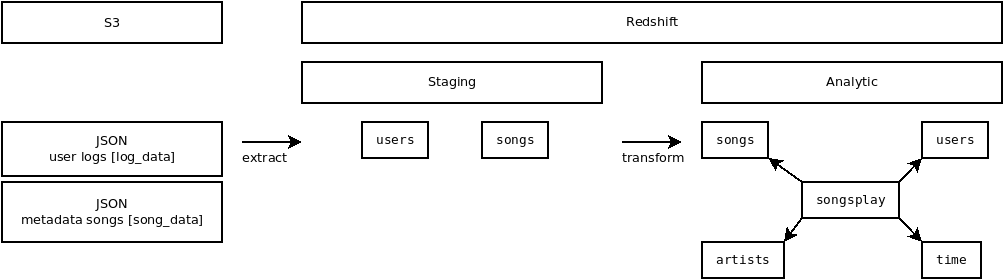 S3
Redshift
Staging
Analytic
JSON
user logs [log_data]
extract
users
songs
transform
songs
users
JSON
metadata songs [song_data]
songsplay
artists
time